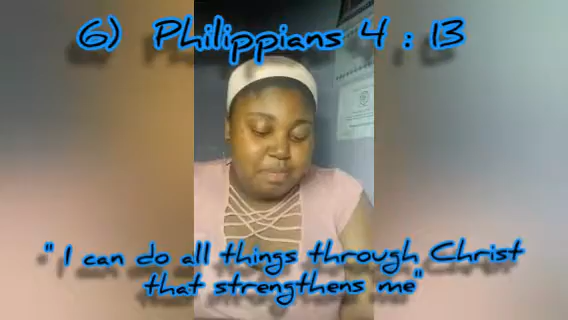 6) Philippians 4 : 13
" I can do all things through Christ
that strengthens me"